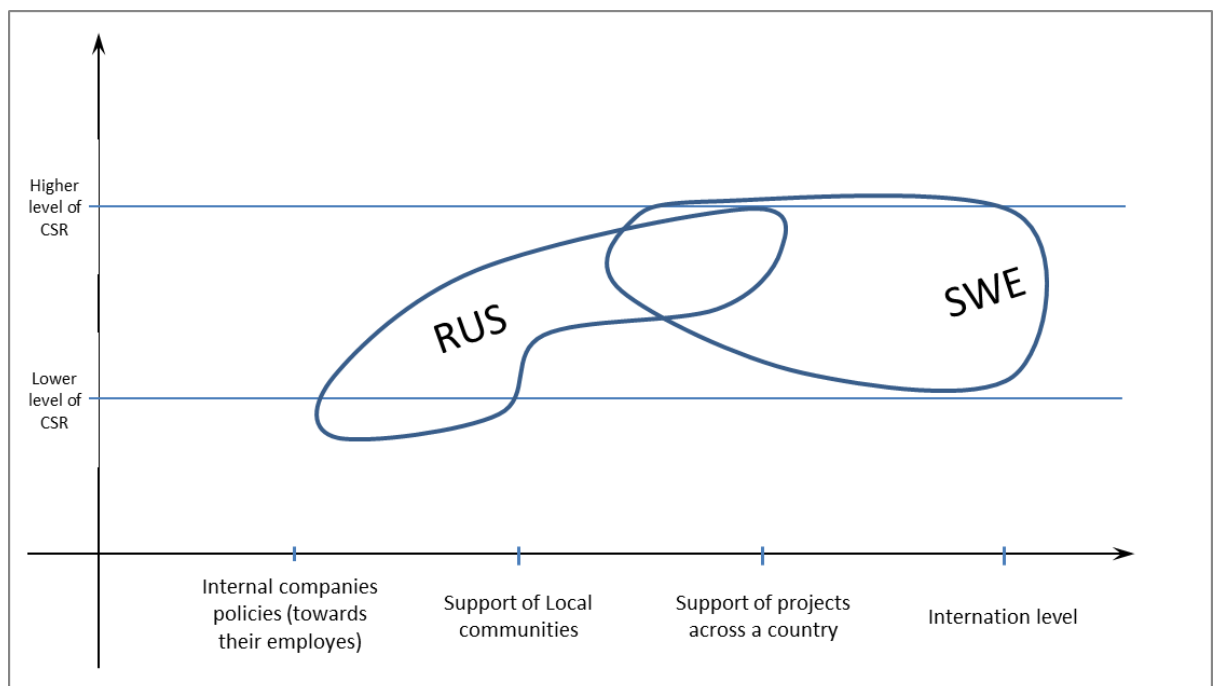 Higher
level of
CSR
RUS
SWE
Lower
level of
CSR
Internal companies
policies (towards
their employes)
Support of Local
communities
Support of projects
across a country
Internation level